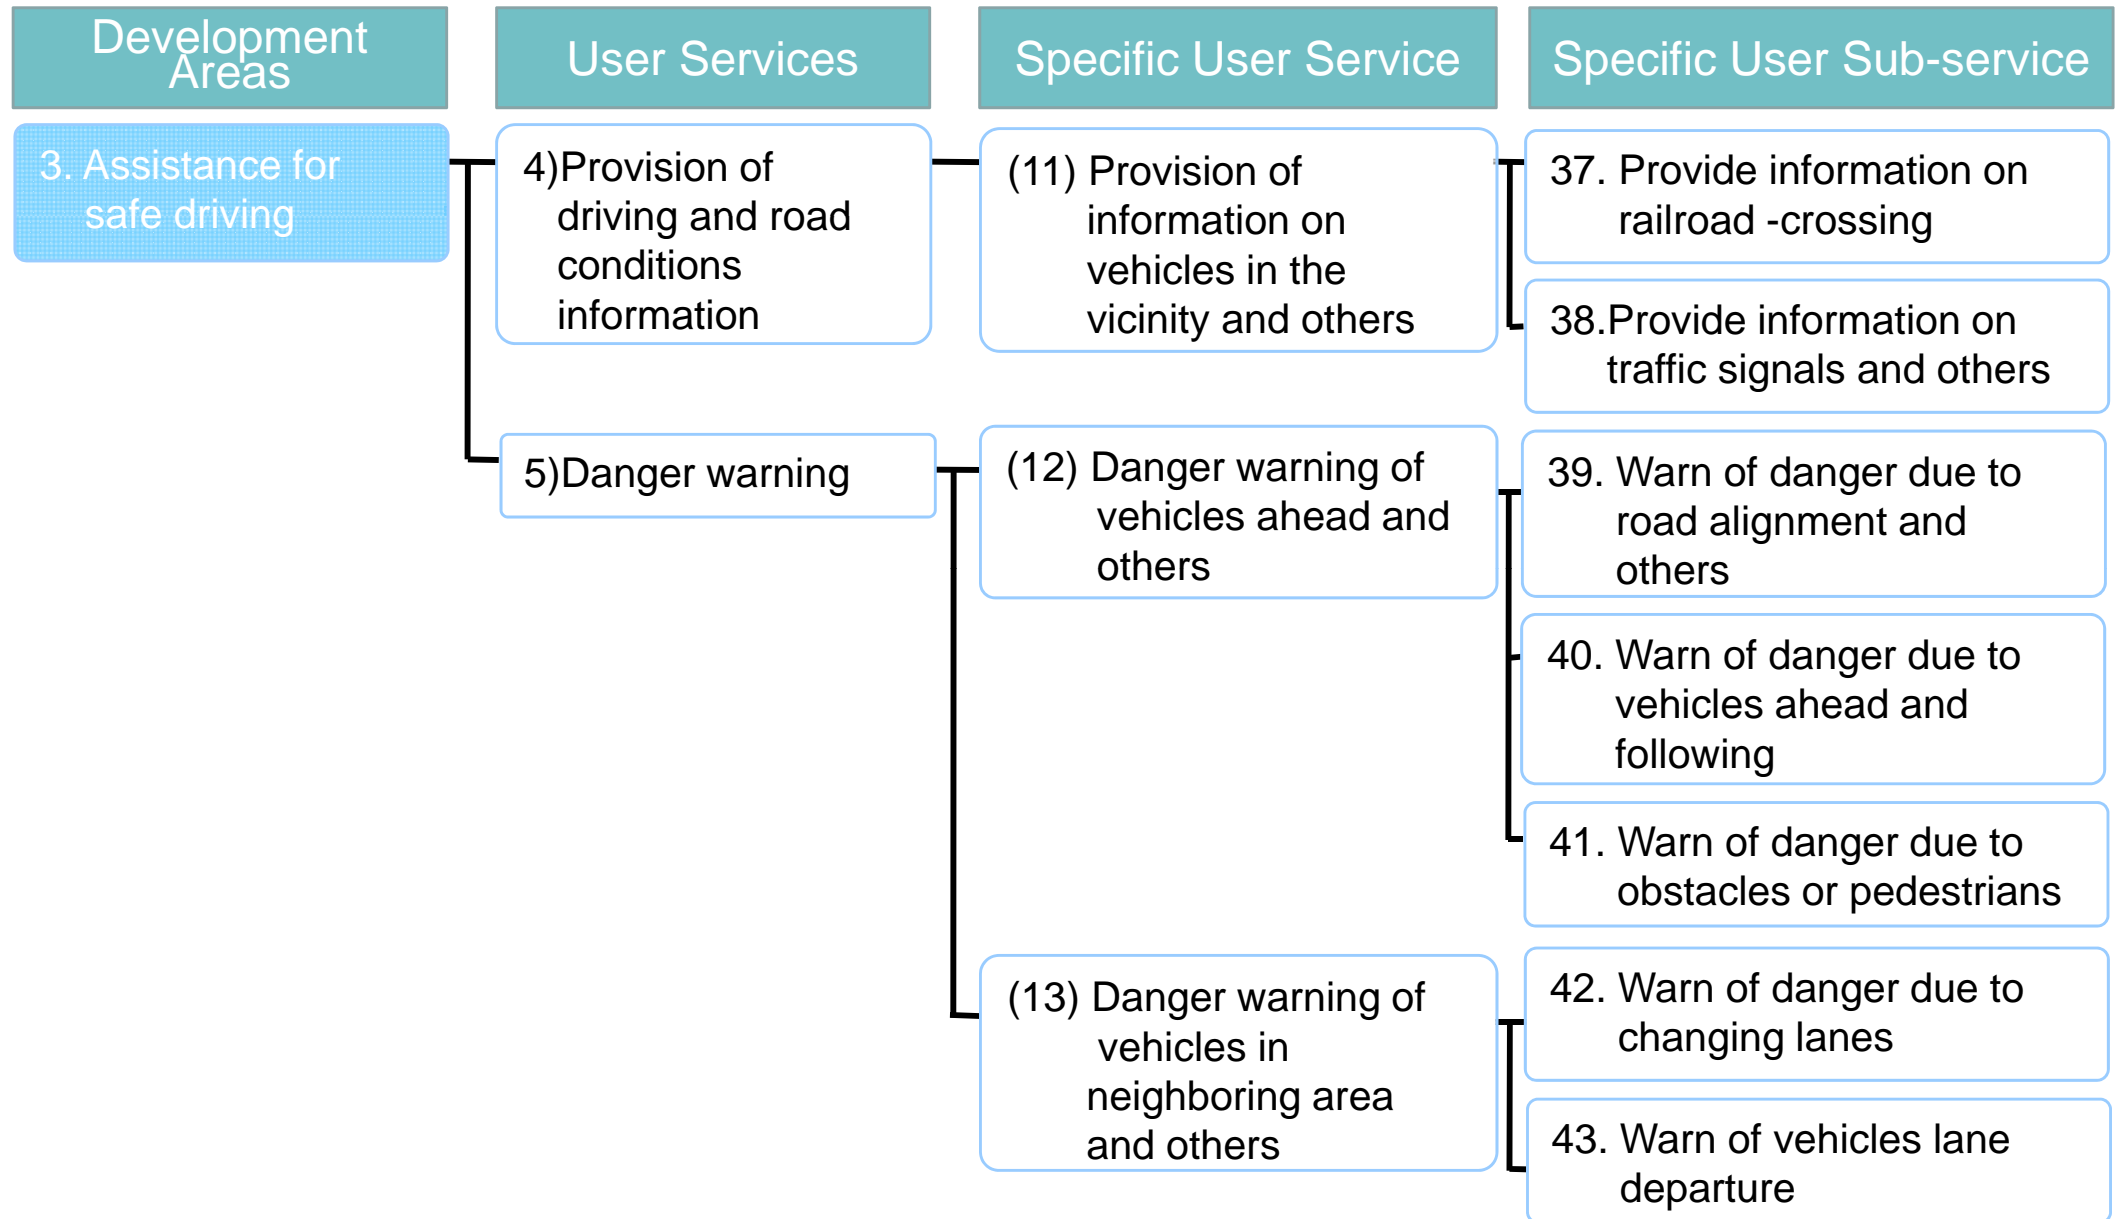 Development
Areas
User Services
Specific User Service
Specific User Sub-service
3. Assistance for
safe driving
4)Provision of
driving and road
conditions
information
(11) Provision of
information on
vehicles in the
vicinity and others
37. Provide information on
railroad -crossing
38.Provide information on
traffic signals and others
5)Danger warning
(12) Danger warning of
vehicles ahead and
others
39. Warn of danger due to
road alignment and
others
40. Warn of danger due to
vehicles ahead and
following
41. Warn of danger due to
obstacles or pedestrians
(13) Danger warning of
vehicles in
neighboring area
and others
42. Warn of danger due to
changing lanes
43. Warn of vehicles lane
departure